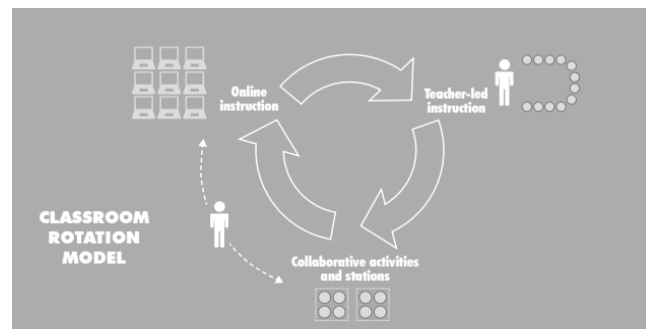 Online
instruction
Teacher-led
instruction
CLASSROOM
ROTATION
MODEL
Collaborative activities
and stations